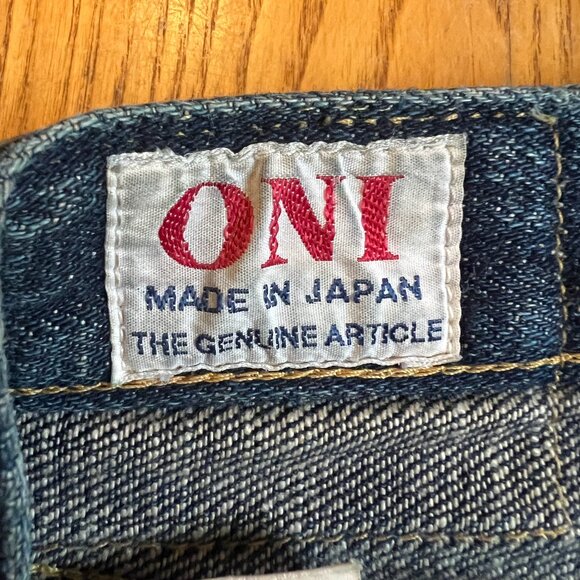 ONI
MADE IN JAPAN
THE GENUINE ARTICLE